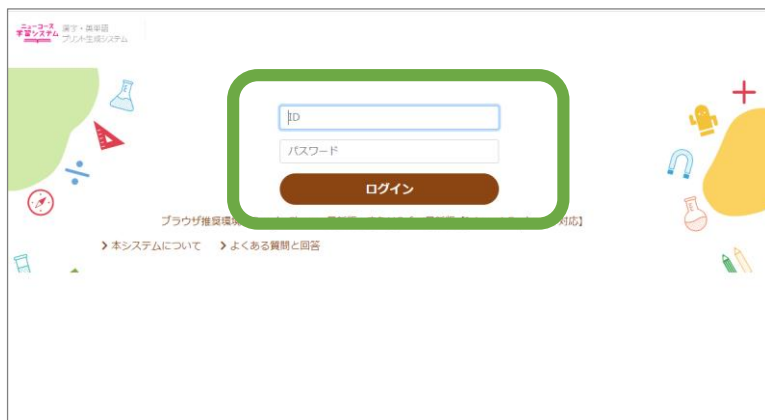 ニューコース
学習システム
漢字・英単語
プリント生成システム
ID
パスワード
ログイン
ブラウザ推奨環境
対応】
本システムについて よくある質問と回答